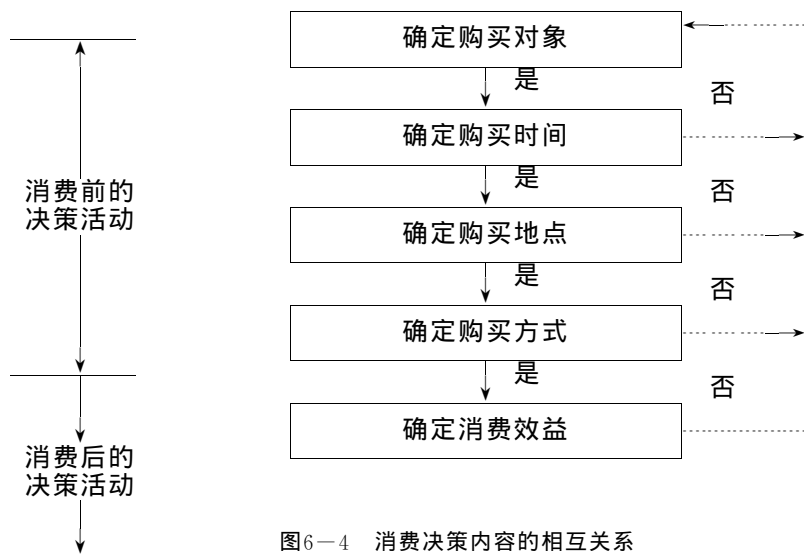 确定购买对象
是
否
确定购买时间
是
否
消费前的
决策活动
确定购买地点
是
否
确定购买方式
是
否
确定消费效益
消费后的
决策活动
图6—4 消费决策内容的相互关系